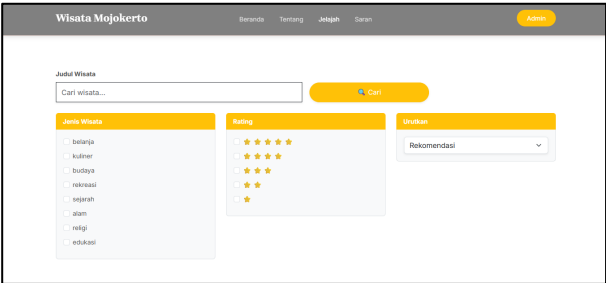 Wisata Mojokerto
Beranda Tentang Jelajah Saran
Admin
Judul Wisata
Cari wisata...
Cari
Jenis Wisata
belanja
kuliner
budaya
rekreasi
sejarah
alam
religi
edukasi
Rating
Urutkan
Rekomendasi